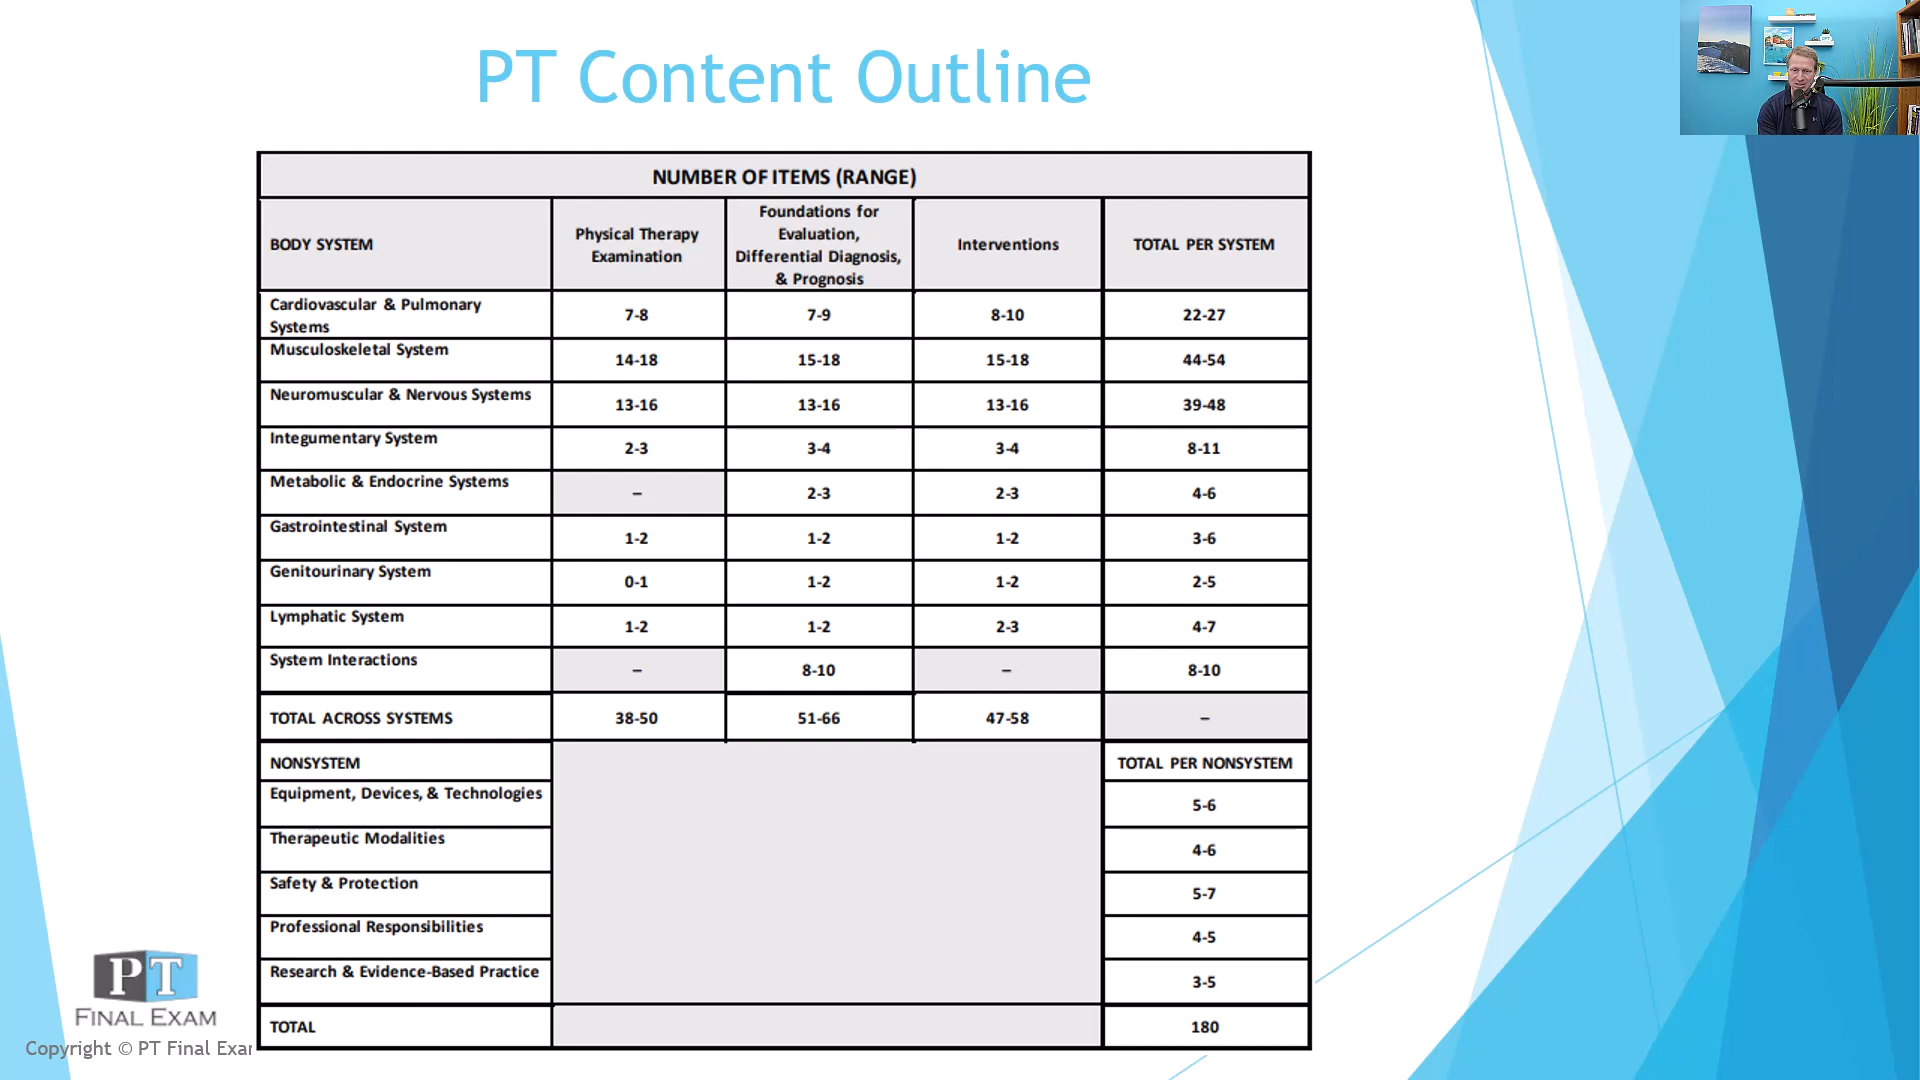 PT Content Outline
NUMBER OF ITEMS (RANGE)
BODY SYSTEM
Physical Therapy
Examination
Foundations for
Evaluation,
Differential Diagnosis,
& Prognosis
Interventions
TOTAL PER SYSTEM
Cardiovascular & Pulmonary
Systems
7-8
7-9
8-10
22-27
Musculoskeletal System
14-18
15-18
15-18
44-54
Neuromuscular & Nervous Systems
13-16
13-16
13-16
39-48
Integumentary System
2-3
3-4
3-4
8-11
Metabolic & Endocrine Systems
–
2-3
2-3
4-6
Gastrointestinal System
1-2
1-2
1-2
3-6
Genitourinary System
0-1
1-2
1-2
2-5
Lymphatic System
1-2
1-2
2-3
4-7
System Interactions
–
8-10
–
8-10
TOTAL ACROSS SYSTEMS
38-50
51-66
47-58
–
NONSYSTEM
TOTAL PER NONSYSTEM
Equipment, Devices, & Technologies
5-6
Therapeutic Modalities
4-6
Safety & Protection
5-7
Professional Responsibilities
4-5
Research & Evidence-Based Practice
3-5
TOTAL
180
PT
FINAL EXAM
Copyright © PT Final Exar